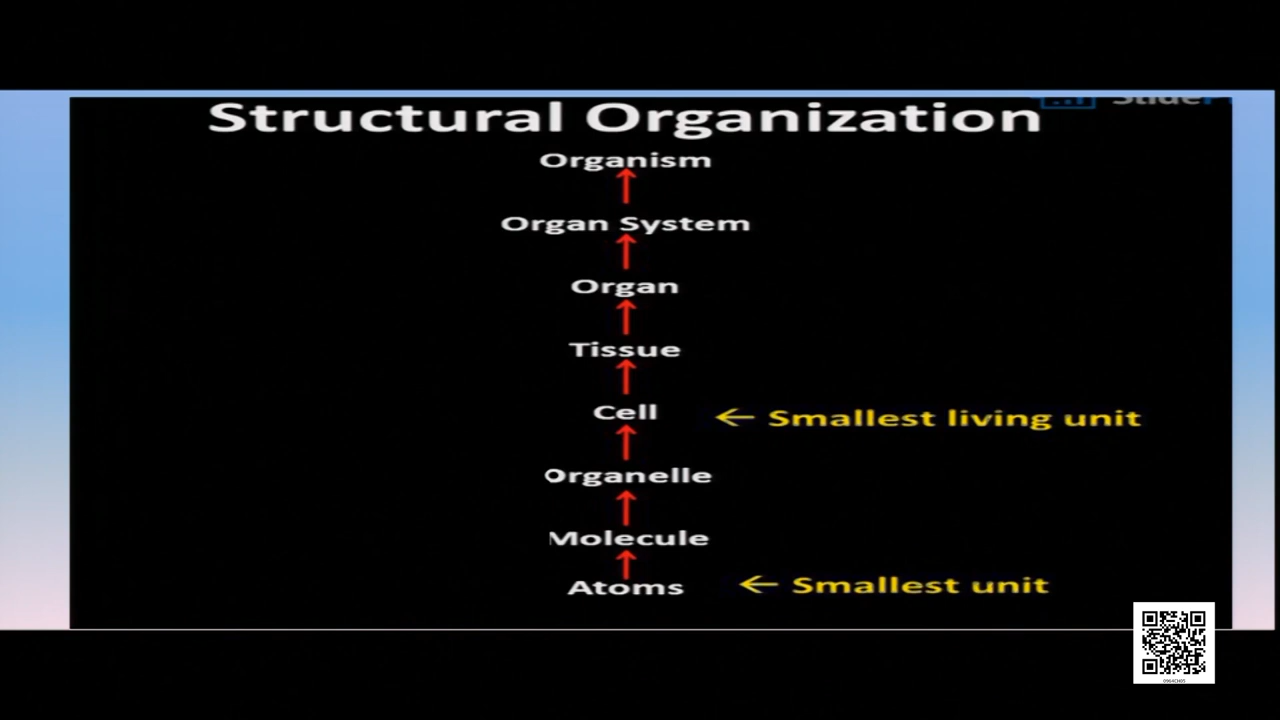 Structural Organization
Organism
Organ System
Organ
Tissue
Cell
← Smallest living unit
Organelle
Molecule
Atoms
← Smallest unit